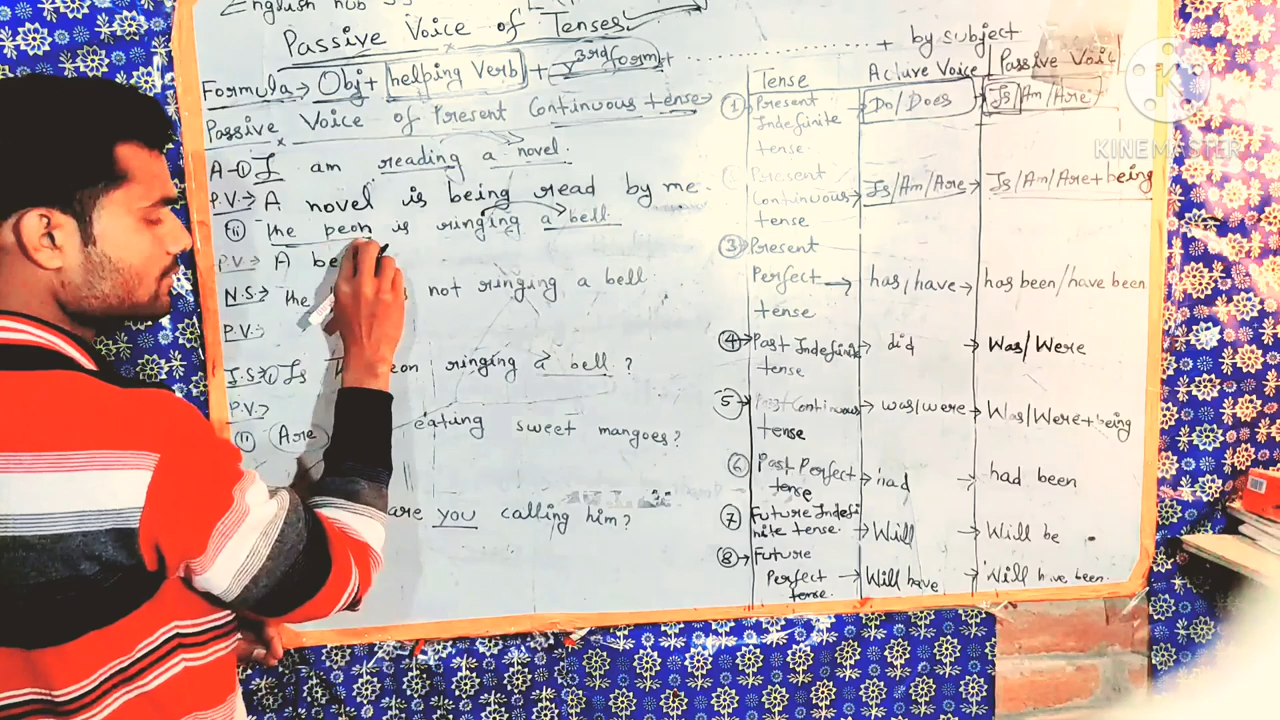 English hub
Passive Voice of Tenses
Formula→ Obj+ helping Verb + V 3rd form + .................. + by subject
Passive Voice of Present Continuous tense→
A-① I am reading a novel.
P.V.→ A novel is being read by me.
ⓘⓘ the peon is ringing a bell.
P.V.→ A be
N.S.→ the not ringing a bell
P.V.→
I.S.→① Is eon ringing a bell ?
P.V.→
ⓘⓘ Are eating sweet mangoes?
are you calling him?
Tense Active Voice Passive Voic
① Present Indefinite tense. → Do/Does → Is/Am/Are
Present Continuous tense → Is/Am/Are → Is/Am/Are+being
③ Present Perfect tense → has/have → has been/have been
④→ Past Indefinite tense → did → Was/Were
⑤→ Past Continuous tense → was/were → Was/Were+being
⑥ Past Perfect tense → had → had been
⑦ Future Indefinite tense. → Will → Will be
⑧→ Future Perfect tense. → Will have → Will have been.
K
KINEMASTER